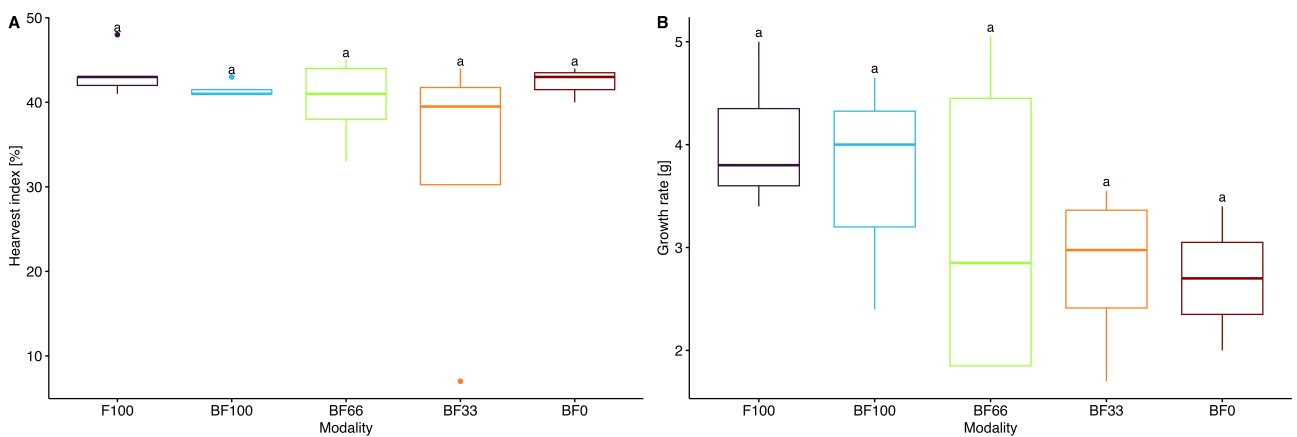 A
50
40
30
20
10
Hearvest index [%]
a
a
a
a
a
F100
BF100
BF66
BF33
BF0
Modality
B
5
4
3
2
Growth rate [g]
a
a
a
a
a
F100
BF100
BF66
BF33
BF0
Modality